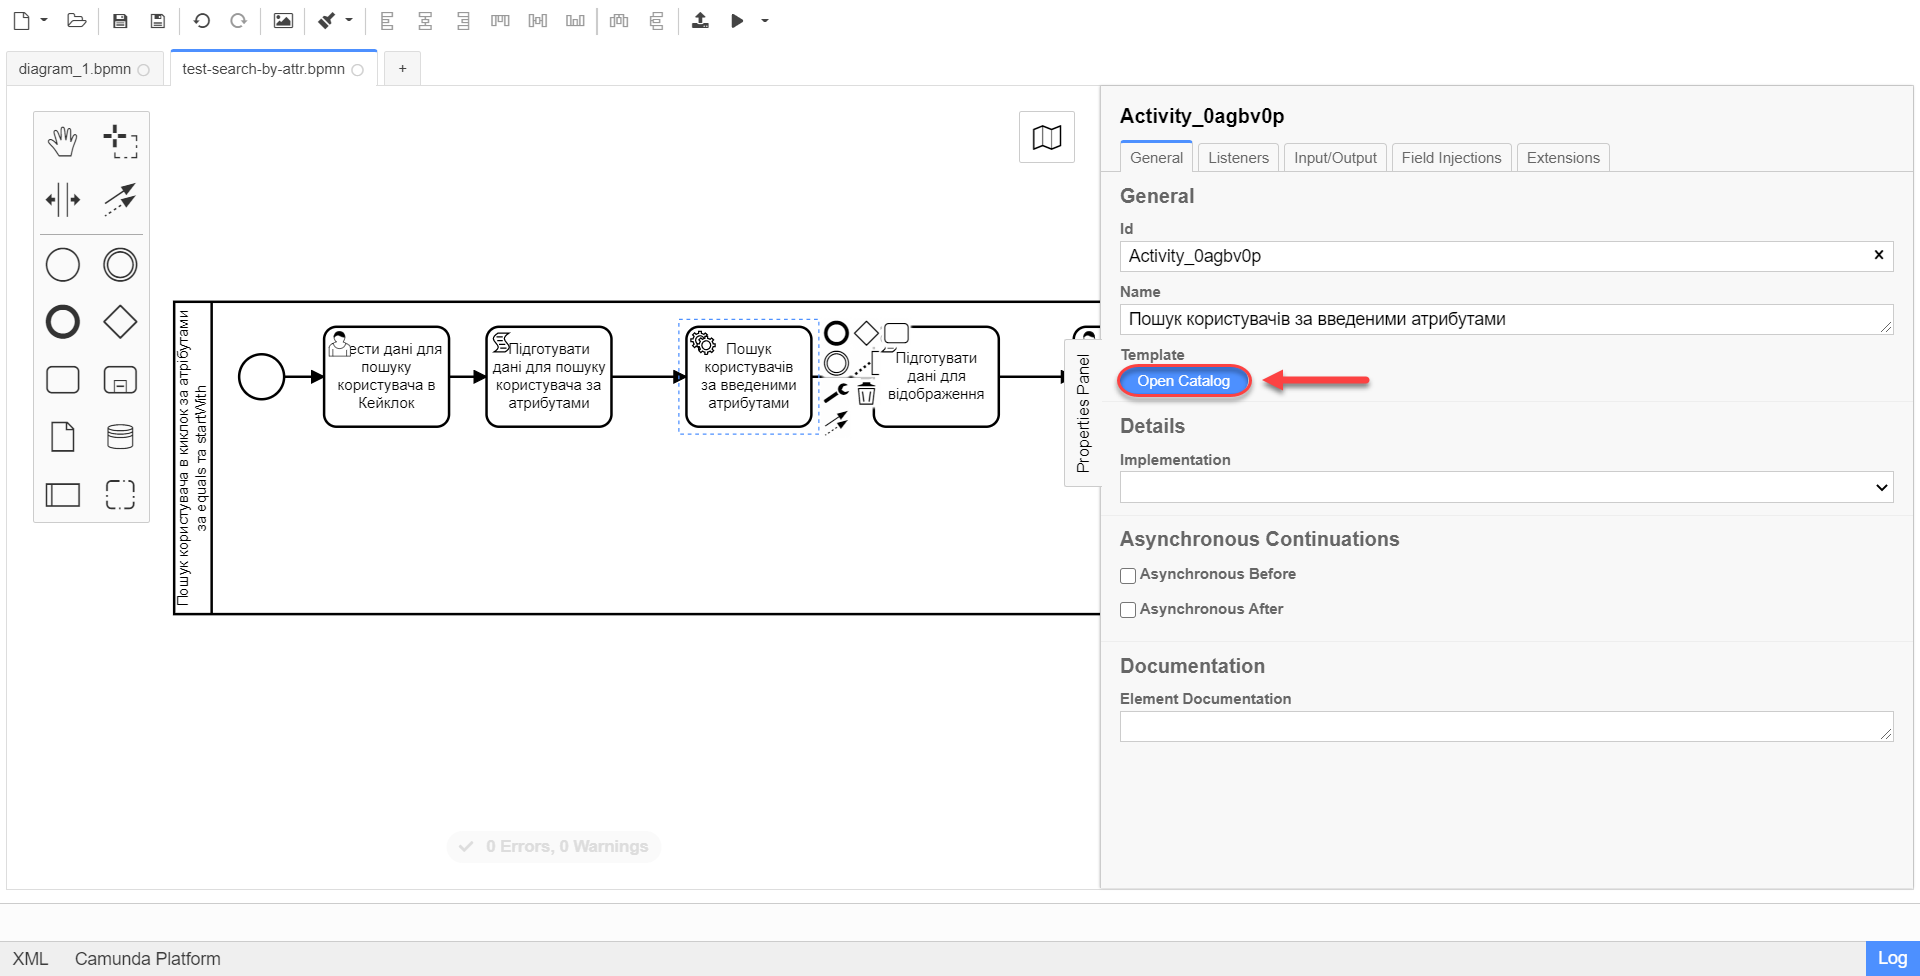 diagram_1.bpmn
test-search-by-attr.bpmn
+
Пошук користувача в киклок за атрібутами
за equals та startWith
ести дані для
пошуку
користувача в
Кейклок
Підготувати
дані для пошуку
користувача за
атрибутами
Пошук
користувачів
за введеними
атрибутами
Підготувати
дані для
відображення
0 Errors, 0 Warnings
Properties Panel
Activity_0agbv0p
General
Listeners
Input/Output
Field Injections
Extensions
General
Id
Activity_0agbv0p
Name
Пошук користувачів за введеними атрибутами
Template
Open Catalog
Details
Implementation
Asynchronous Continuations
Asynchronous Before
Asynchronous After
Documentation
Element Documentation
XML
Camunda Platform
Log